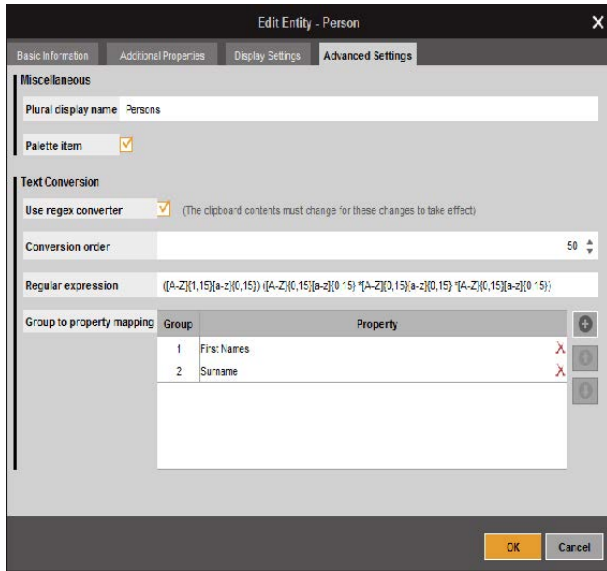 Edit Entity - Person
X
Basic Information Additional Properties Display Settings Advanced Settings
Miscellaneous
Plural display name Persons
Palette item
Text Conversion
Use regex converter (The clipboard contents must change for these changes to take effect)
Conversion order 50
Regular expression
Group to property mapping Group Property
1 First Names X
2 Surname X
OK Cancel